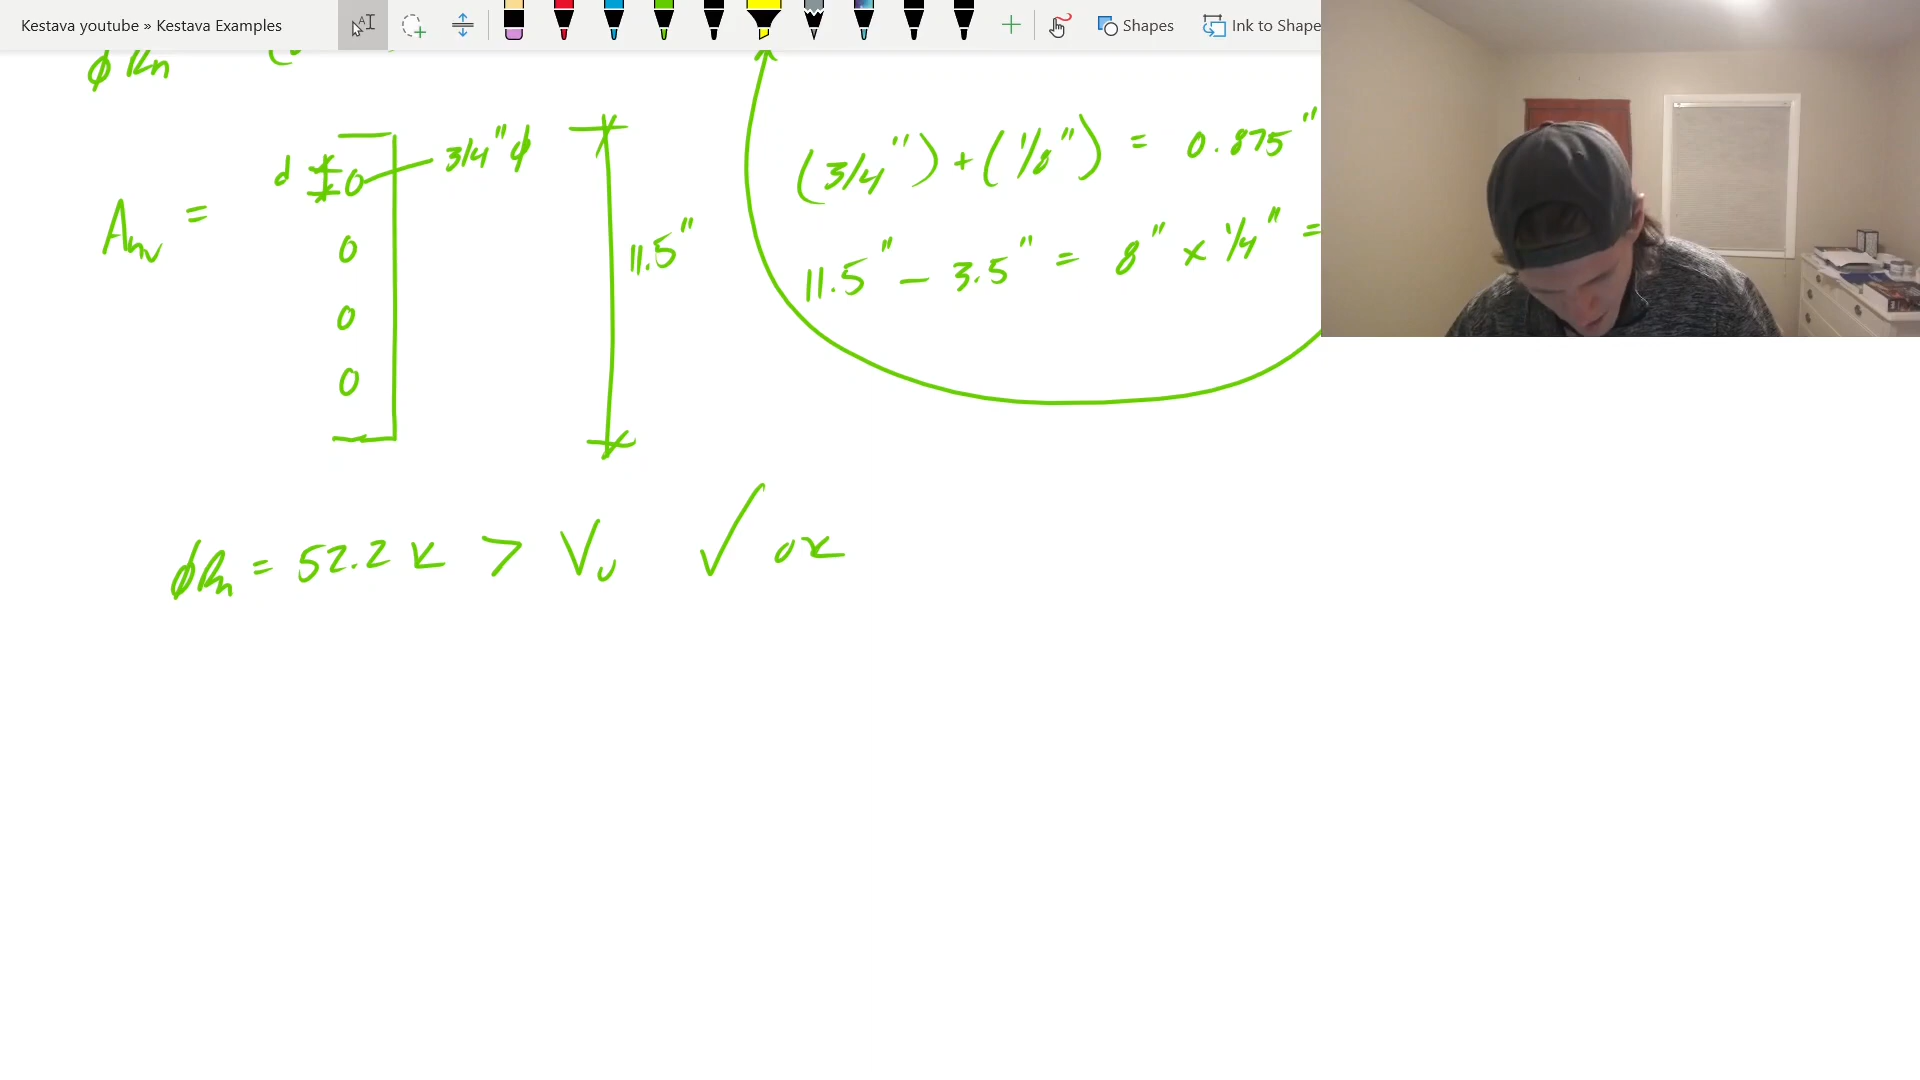 Kestava youtube » Kestava Examples Shapes Ink to Shape
ϕRn
Anv =
d
3/4"ϕ
11.5"
(3/4") + (1/8") = 0.875"
11.5" - 3.5" = 8" x 1/4" =
ϕRn = 52.2 k > Vu ✓ OK